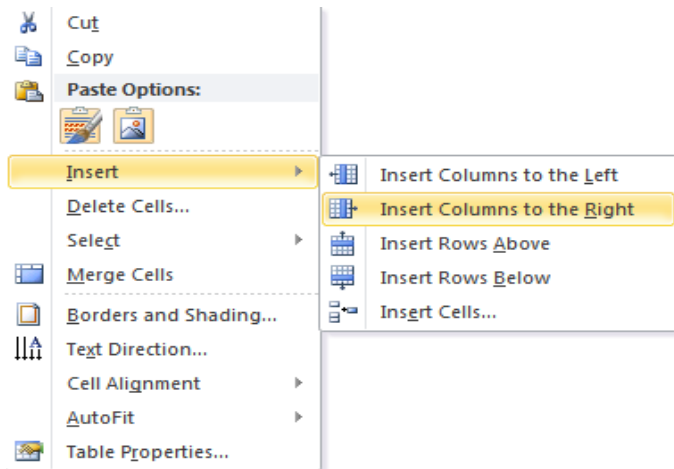 Cut
Copy
Paste Options:
Insert
Delete Cells...
Select
Merge Cells
Borders and Shading...
Text Direction...
Cell Alignment
AutoFit
Table Properties...
Insert Columns to the Left
Insert Columns to the Right
Insert Rows Above
Insert Rows Below
Insert Cells...